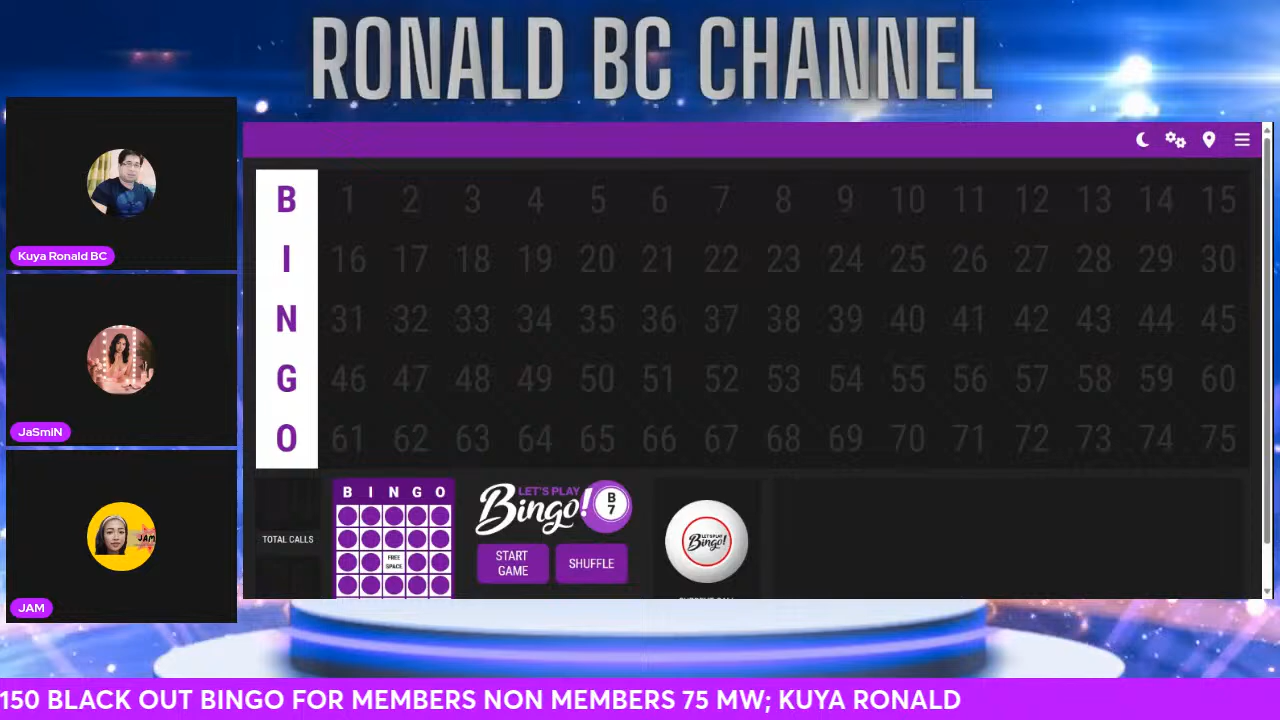 RONALD BC CHANNEL
Kuya Ronald BC
JaSmiN
JAM
JAM
B 1 2 3 4 5 6 7 8 9 10 11 12 13 14 15
I 16 17 18 19 20 21 22 23 24 25 26 27 28 29 30
N 31 32 33 34 35 36 37 38 39 40 41 42 43 44 45
G 46 47 48 49 50 51 52 53 54 55 56 57 58 59 60
O 61 62 63 64 65 66 67 68 69 70 71 72 73 74 75
TOTAL CALLS
B I N G O
FREE
SPACE
LET'S PLAY
Bingo!
B
7
START
GAME
SHUFFLE
LET'S PLAY
Bingo!
150 BLACK OUT BINGO FOR MEMBERS NON MEMBERS 75 MW; KUYA RONALD